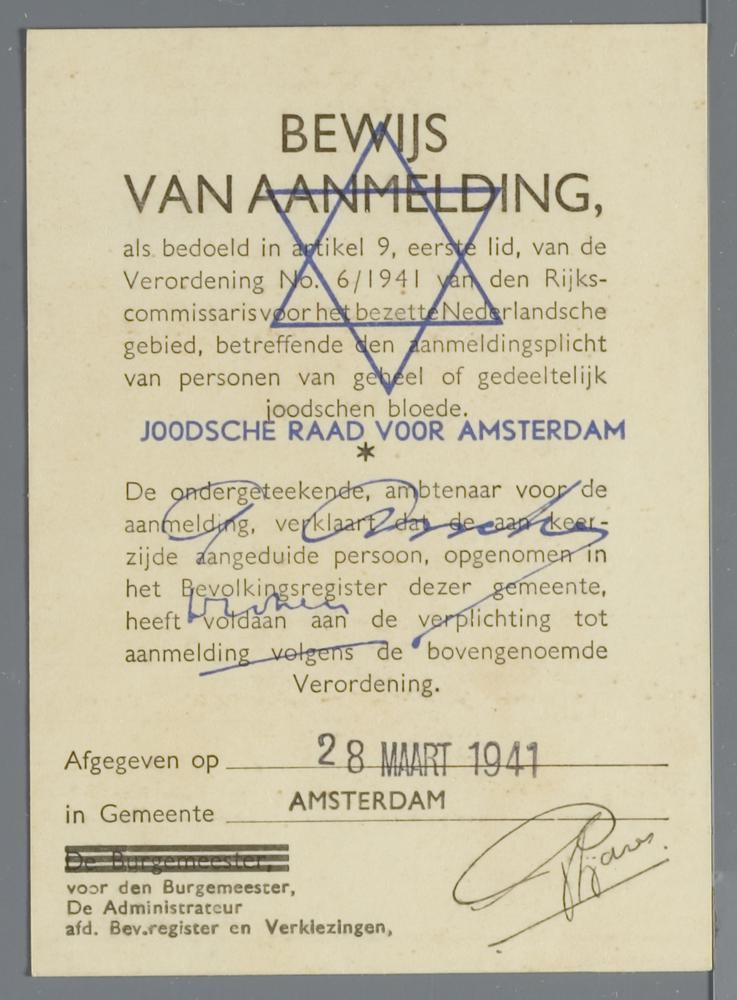 BEWIJS
VAN AANMELDING,
als bedoeld in artikel 9, eerste lid, van de
Verordening No. 6/1941 van den Rijks-
commissaris voor het bezette Nederlandsche
gebied, betreffende den aanmeldingsplicht
van personen van geheel of gedeeltelijk
joodschen bloede.
JOODSCHE RAAD VOOR AMSTERDAM
*
De ondergeteekende, ambtenaar voor de
aanmelding, verklaart dat de aan keer-
zijde aangeduide persoon, opgenomen in
het Bevolkingsregister dezer gemeente,
heeft voldaan aan de verplichting tot
aanmelding volgens de bovengenoemde
Verordening.
Afgegeven op 28 MAART 1941
in Gemeente AMSTERDAM
De Burgemeester,
voor den Burgemeester,
De Administrateur
afd. Bev.register en Verkiezingen,